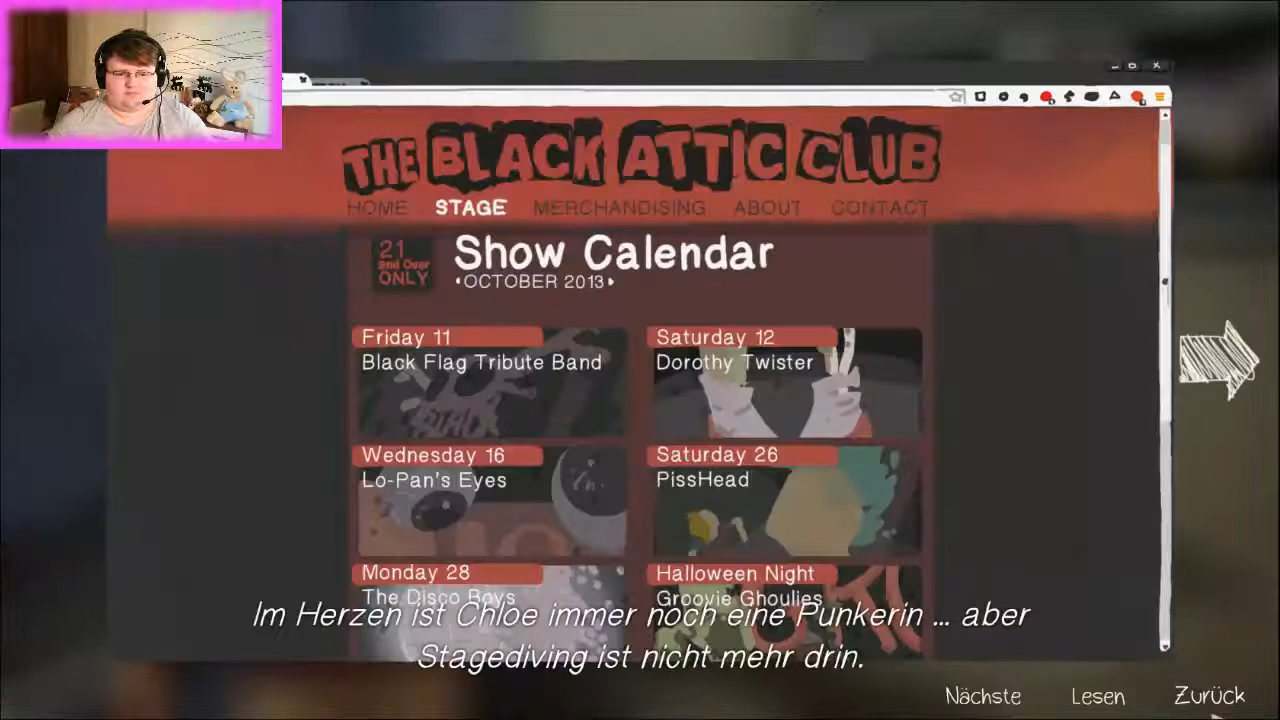 THE BLACK ATTIC CLUB
HOME STAGE MERCHANDISING ABOUT CONTACT
21
and Over
ONLY
Show Calendar
OCTOBER 2013
Friday 11
Black Flag Tribute Band
Saturday 12
Dorothy Twister
Wednesday 16
Lo-Pan's Eyes
Saturday 26
PissHead
Monday 28
The Disco Boys
Halloween Night
Groovie Ghoulies
Im Herzen ist Chloe immer noch eine Punkerin ... aber
Stagediving ist nicht mehr drin.
Nächste Lesen Zurück